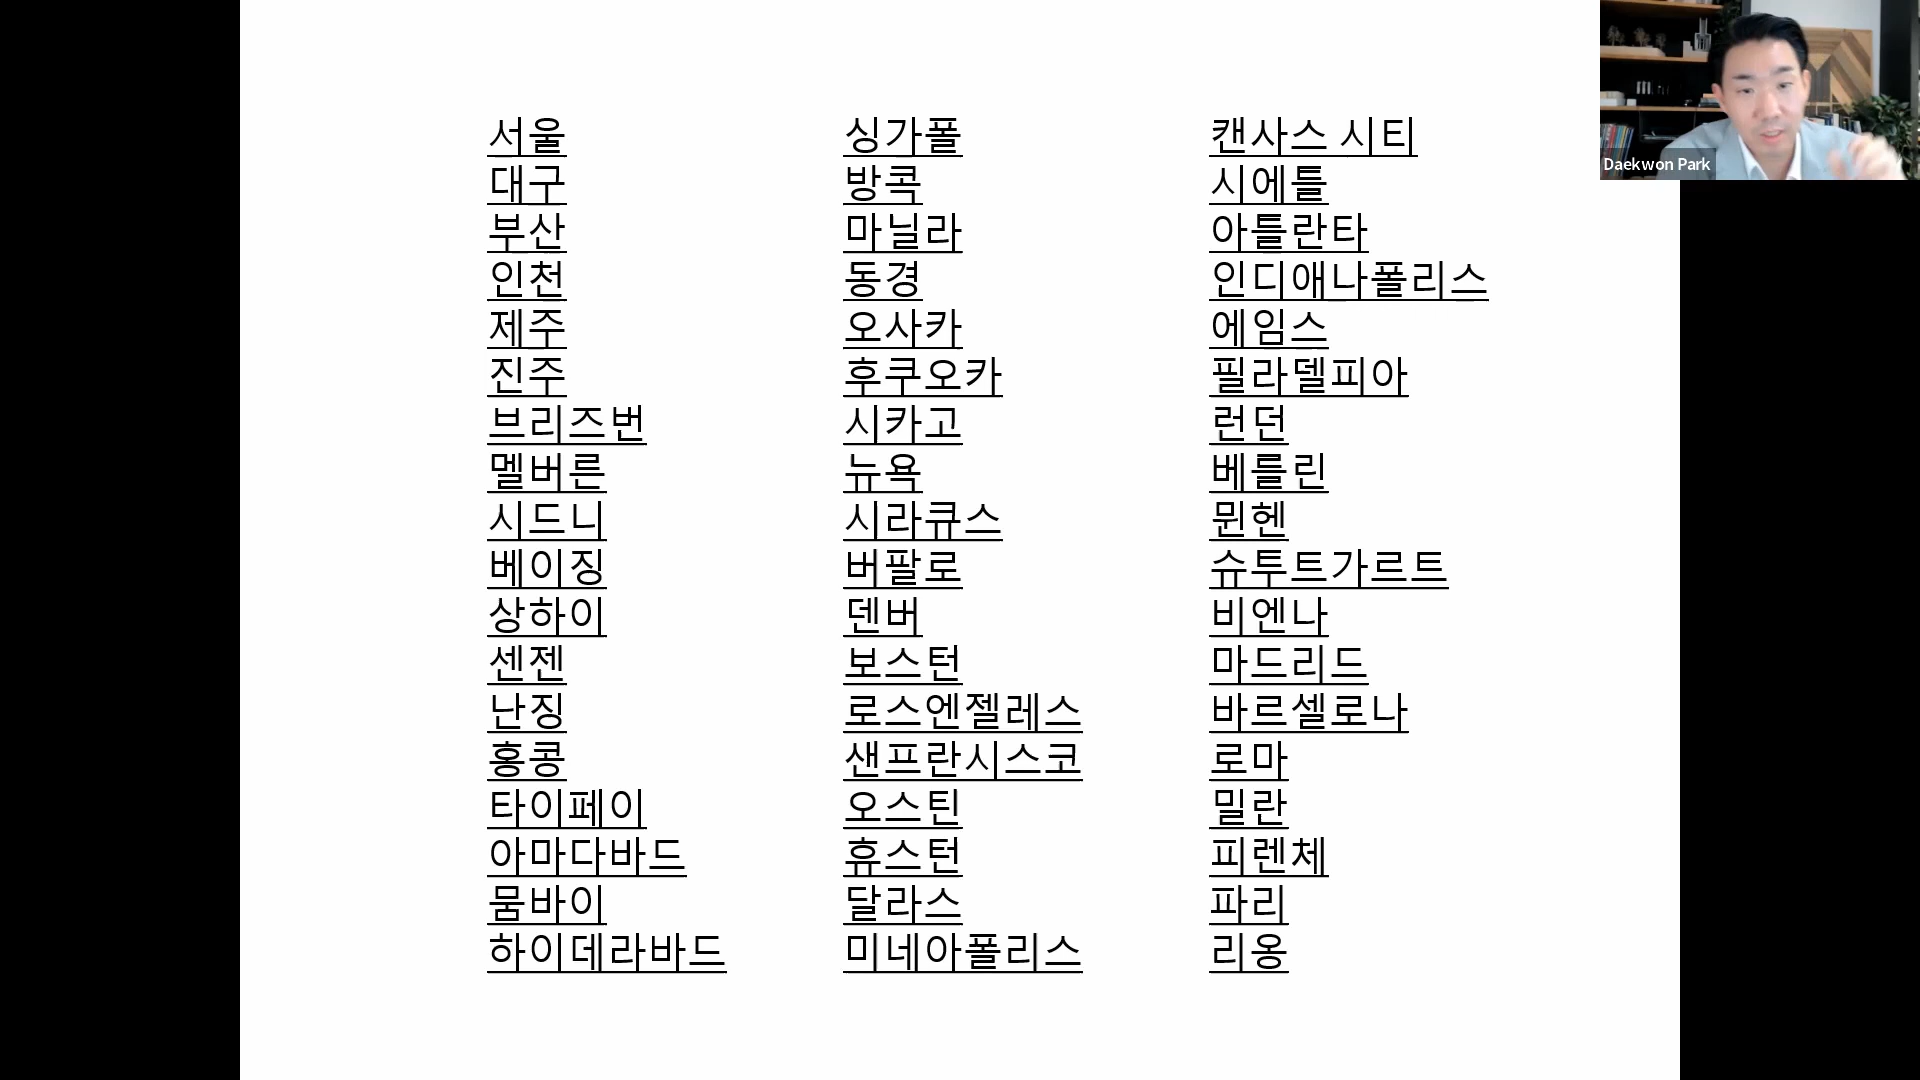 서울
대구
부산
인천
제주
진주
브리즈번
멜버른
시드니
베이징
상하이
센젠
난징
홍콩
타이페이
아마다바드
뭄바이
하이데라바드
싱가폴
방콕
마닐라
동경
오사카
후쿠오카
시카고
뉴욕
시라큐스
버팔로
덴버
보스턴
로스엔젤레스
샌프란시스코
오스틴
휴스턴
달라스
미네아폴리스
캔사스 시티
시에틀
아틀란타
인디애나폴리스
에임스
필라델피아
런던
베를린
뮌헨
슈투트가르트
비엔나
마드리드
바르셀로나
로마
밀란
피렌체
파리
리옹
Daekwon Park